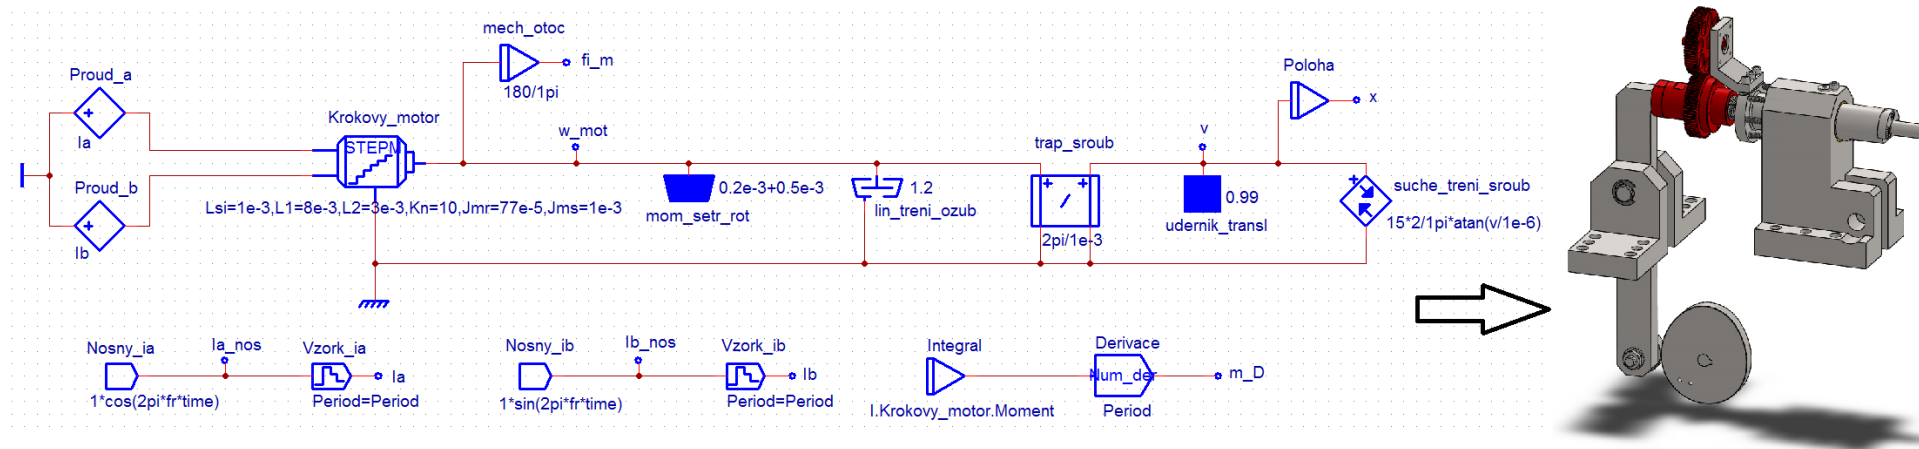 mech_otoc
fi_m
180/1pi
Proud_a
Ia
Krokovy_motor
STEPM
w_mot
Proud_b
Ib
Lsi=1e-3,L1=8e-3,L2=3e-3,Kn=10,Jmr=77e-5,Jms=1e-3
0.2e-3+0.5e-3
mom_setr_rot
1.2
lin_treni_ozub
trap_sroub
2pi/1e-3
v
0.99
udernik_transl
Poloha
x
suche_treni_sroub
15*2/1pi*atan(v/1e-6)
Nosny_ia
1*cos(2pi*fr*time)
Ia_nos
Vzork_ia
Ia
Period=Period
Nosny_ib
1*sin(2pi*fr*time)
Ib_nos
Vzork_ib
Ib
Period=Period
Integral
I.Krokovy_motor.Moment
Derivace
Num_der
Period
m_D